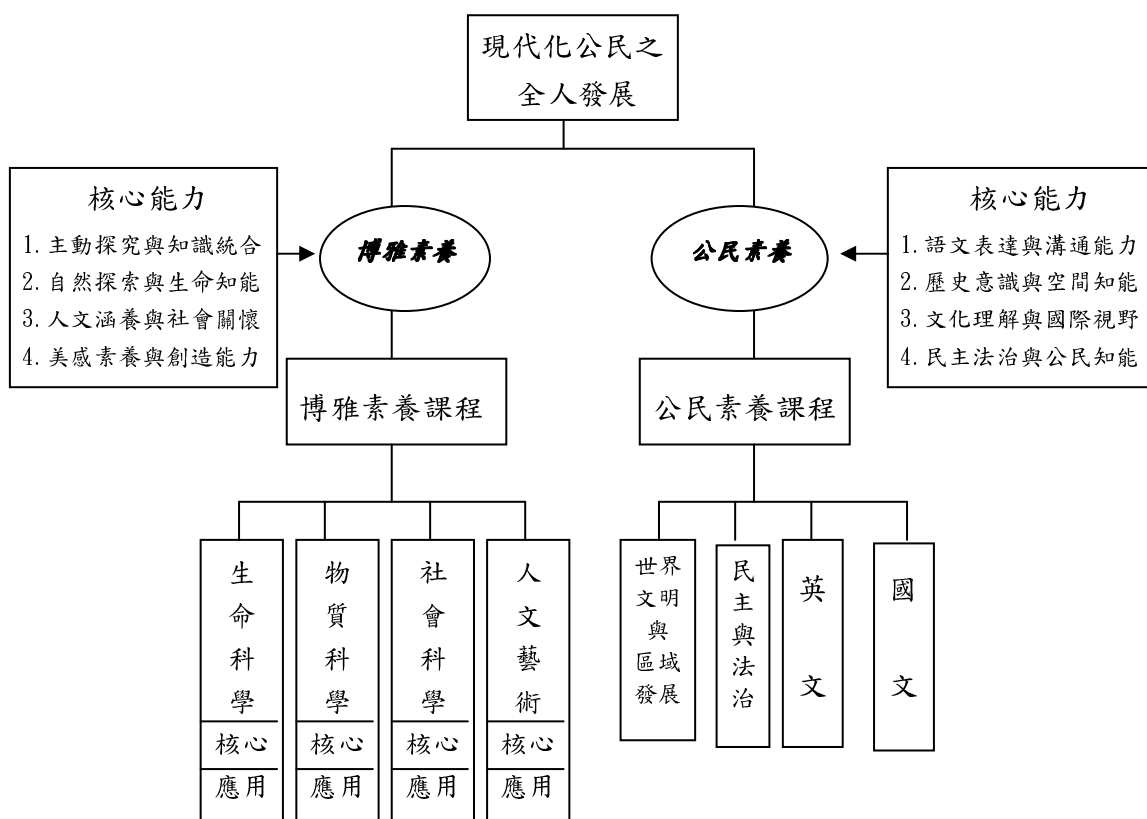 現代化公民之
全人發展
核心能力
1.主動探究與知識統合
2.自然探索與生命知能
3.人文涵養與社會關懷
4.美感素養與創造能力
博雅素養
公民素養
核心能力
1.語文表達與溝通能力
2.歷史意識與空間知能
3.文化理解與國際視野
4.民主法治與公民知能
博雅素養課程
公民素養課程
生命科學
核心
應用
物質科學
核心
應用
社會科學
核心
應用
人文藝術
核心
應用
世界
文明
與
區域
發展
民主與法治
英文
國文